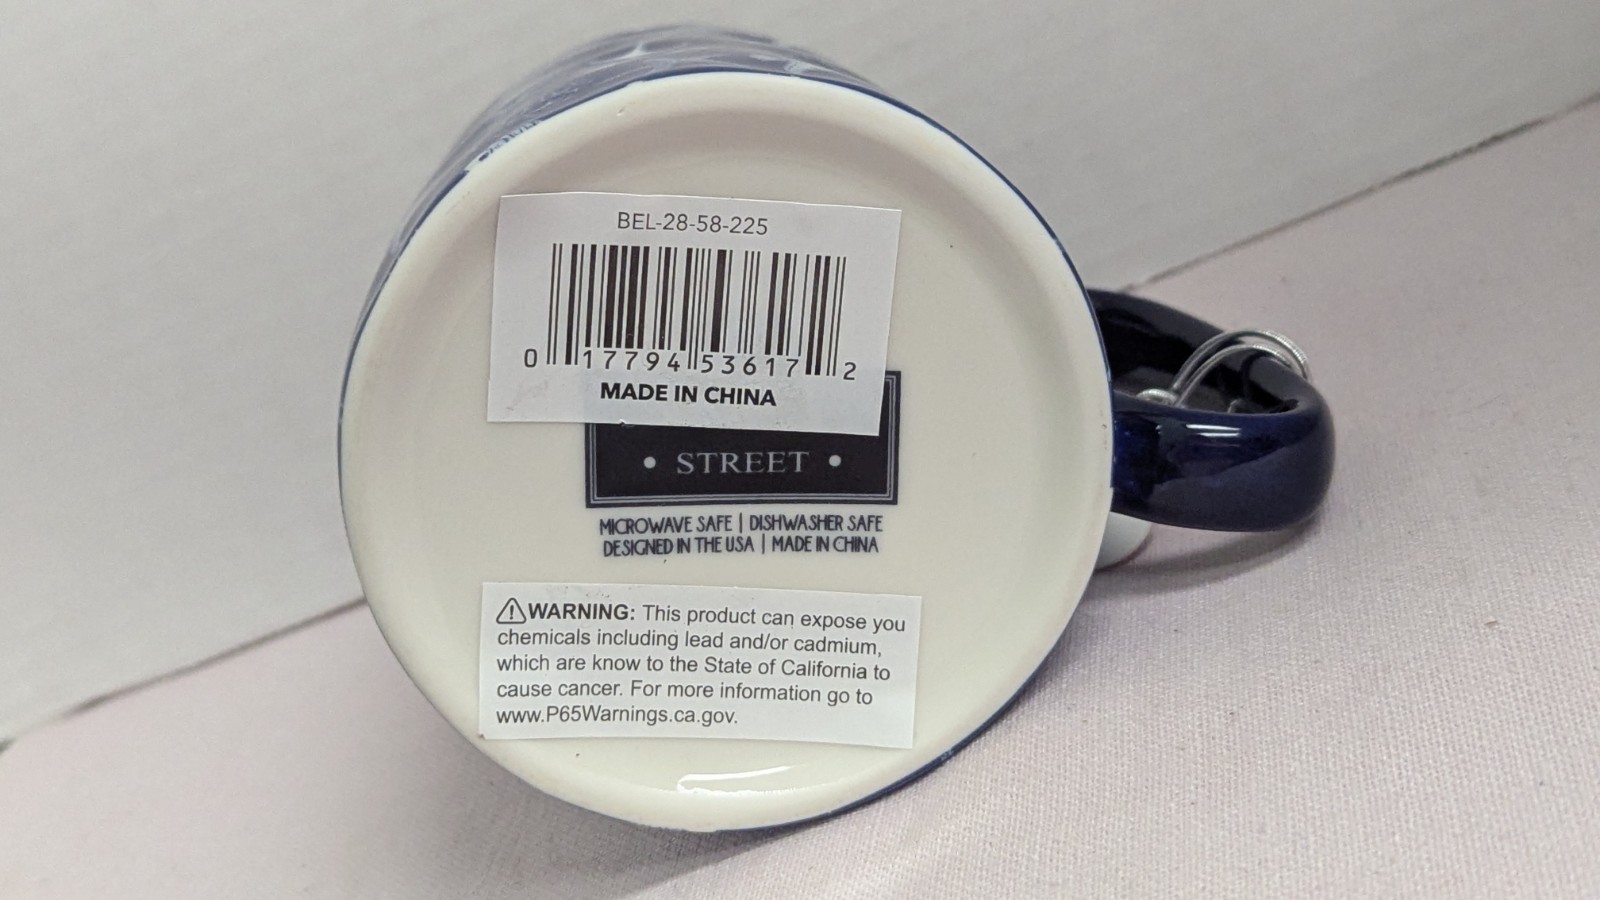 BEL-28-58-225
0 17794 53617 2
MADE IN CHINA
• STREET •
MICROWAVE SAFE | DISHWASHER SAFE
DESIGNED IN THE USA | MADE IN CHINA
⚠WARNING: This product can expose you
chemicals including lead and/or cadmium,
which are know to the State of California to
cause cancer. For more information go to
www.P65Warnings.ca.gov.